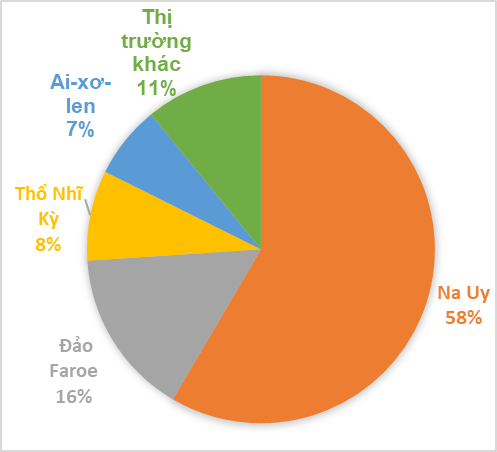 Thị
trường
khác
11%
Ai-xơ-
len
7%
Thổ Nhĩ
Kỳ
8%
Na Uy
58%
Đảo
Faroe
16%